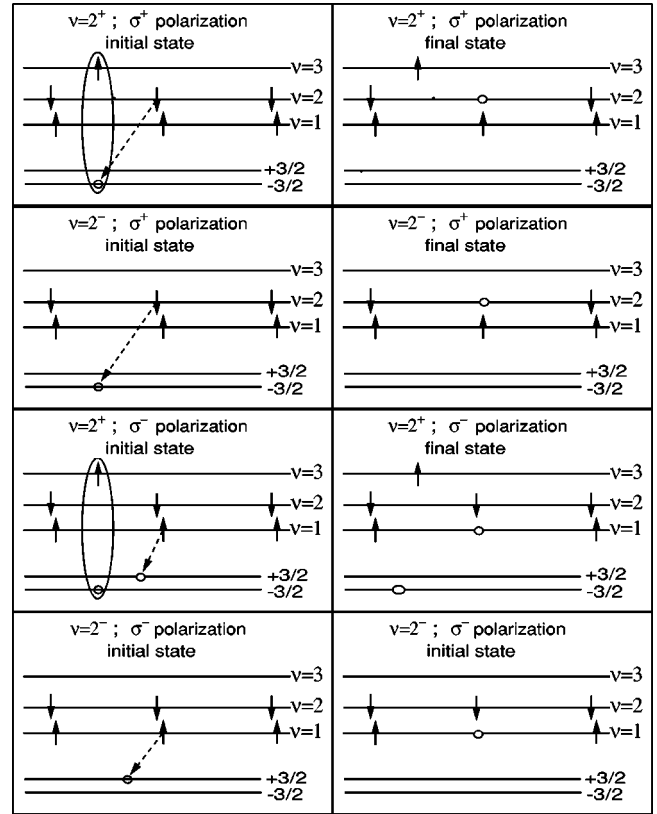 ν=2⁺ ; σ⁺ polarization
initial state
ν=3
ν=2
ν=1
+3/2
-3/2
ν=2⁺ ; σ⁺ polarization
final state
ν=3
ν=2
ν=1
+3/2
-3/2
ν=2⁻ ; σ⁺ polarization
initial state
ν=3
ν=2
ν=1
+3/2
-3/2
ν=2⁻ ; σ⁺ polarization
final state
ν=3
ν=2
ν=1
+3/2
-3/2
ν=2⁺ ; σ⁻ polarization
initial state
ν=3
ν=2
ν=1
+3/2
-3/2
ν=2⁺ ; σ⁻ polarization
final state
ν=3
ν=2
ν=1
+3/2
-3/2
ν=2⁻ ; σ⁻ polarization
initial state
ν=3
ν=2
ν=1
+3/2
-3/2
ν=2⁻ ; σ⁻ polarization
initial state
ν=3
ν=2
ν=1
+3/2
-3/2